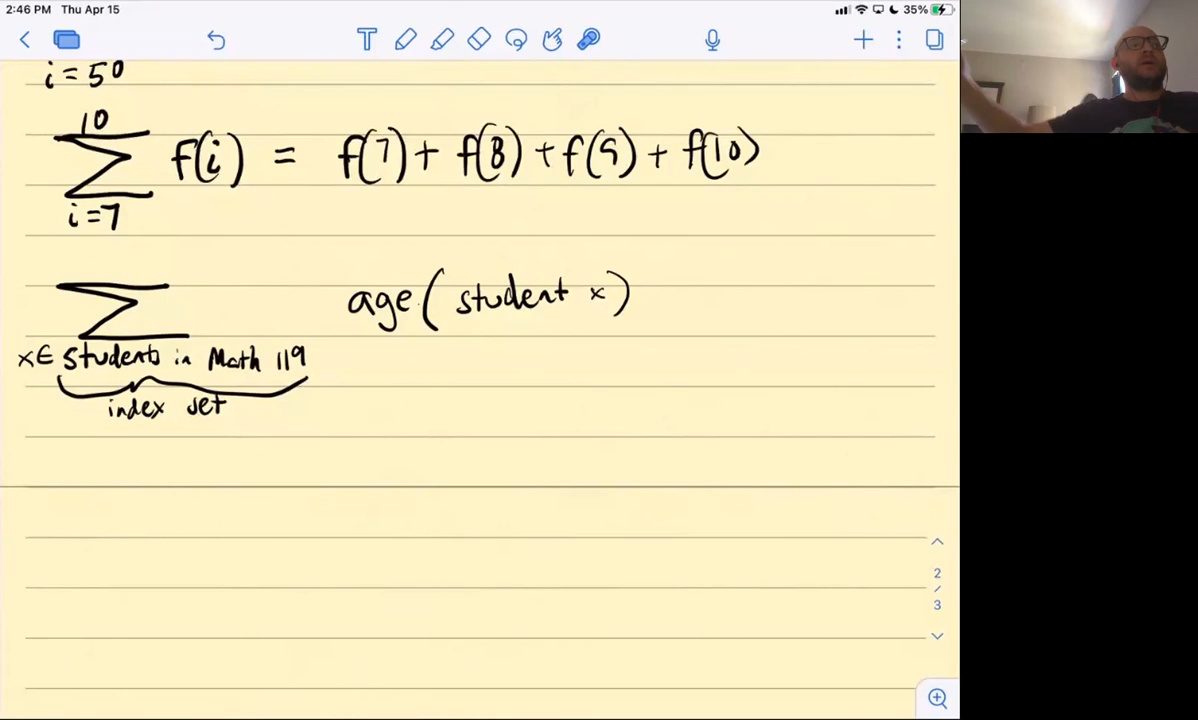 2:46 PM Thu Apr 15 35%
T
i = 50
10
∑ f(i) = f(7) + f(8) + f(9) + f(10)
i=7
∑ age( student x )
x∈ Students in Math 119
index set
2
/
3